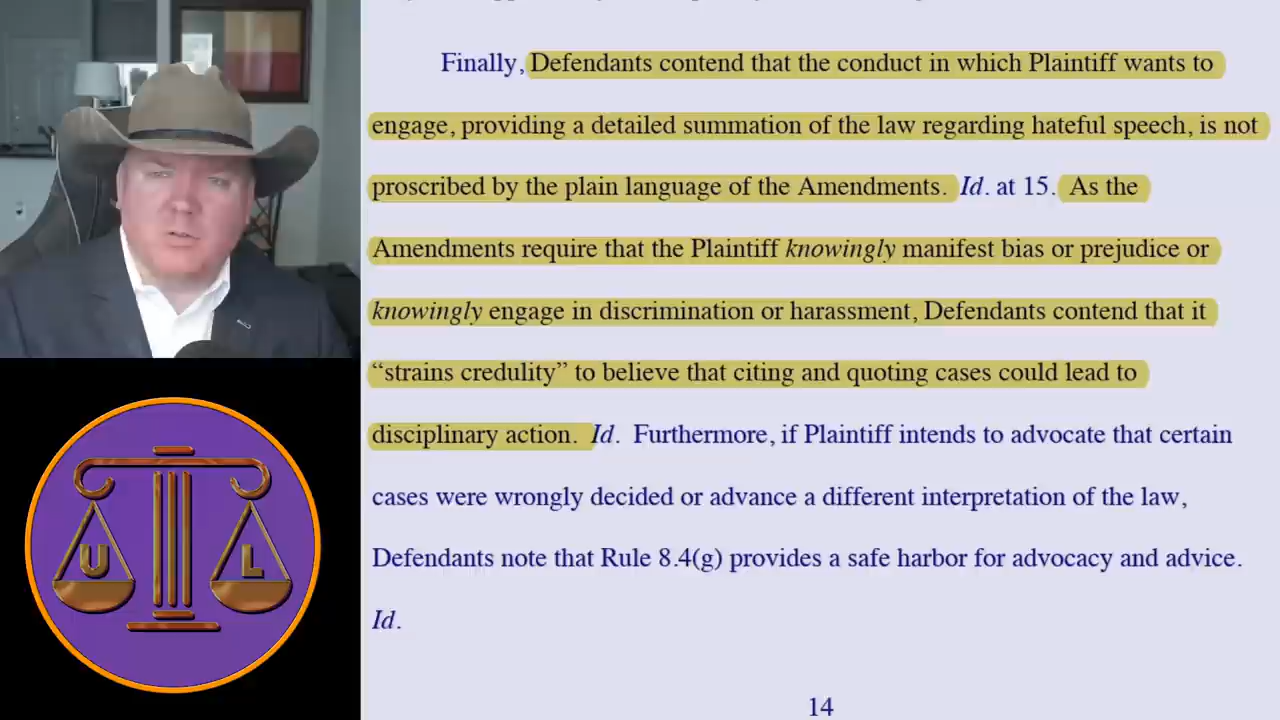 Finally, Defendants contend that the conduct in which Plaintiff wants to
engage, providing a detailed summation of the law regarding hateful speech, is not
proscribed by the plain language of the Amendments. Id. at 15. As the
Amendments require that the Plaintiff knowingly manifest bias or prejudice or
knowingly engage in discrimination or harassment, Defendants contend that it
“strains credulity” to believe that citing and quoting cases could lead to
disciplinary action. Id. Furthermore, if Plaintiff intends to advocate that certain
cases were wrongly decided or advance a different interpretation of the law,
Defendants note that Rule 8.4(g) provides a safe harbor for advocacy and advice.
Id.
14
U L